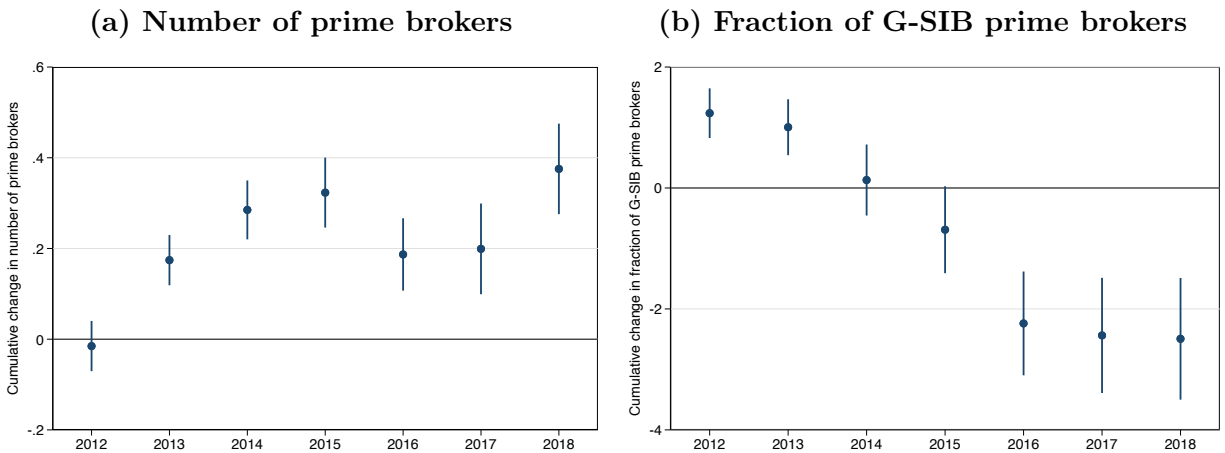 (a) Number of prime brokers
Cumulative change in number of prime brokers
.6
.4
.2
0
-.2
2012 2013 2014 2015 2016 2017 2018
(b) Fraction of G-SIB prime brokers
Cumulative change in fraction of G-SIB prime brokers
2
0
-2
-4
2012 2013 2014 2015 2016 2017 2018